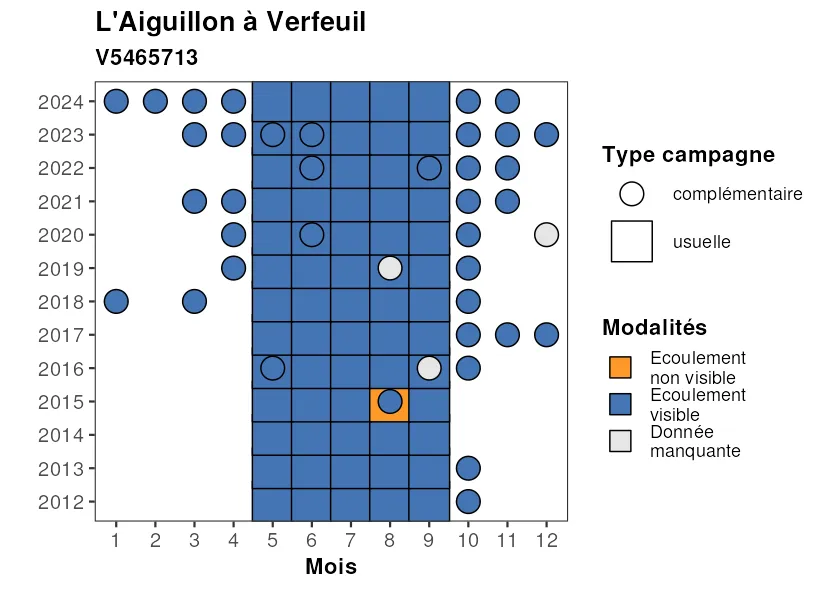 L'Aiguillon à Verfeuil
V5465713
2024
2023
2022
2021
2020
2019
2018
2017
2016
2015
2014
2013
2012
1 2 3 4 5 6 7 8 9 10 11 12
Mois
Type campagne
complémentaire
usuelle
Modalités
Ecoulement
non visible
Ecoulement
visible
Donnée
manquante